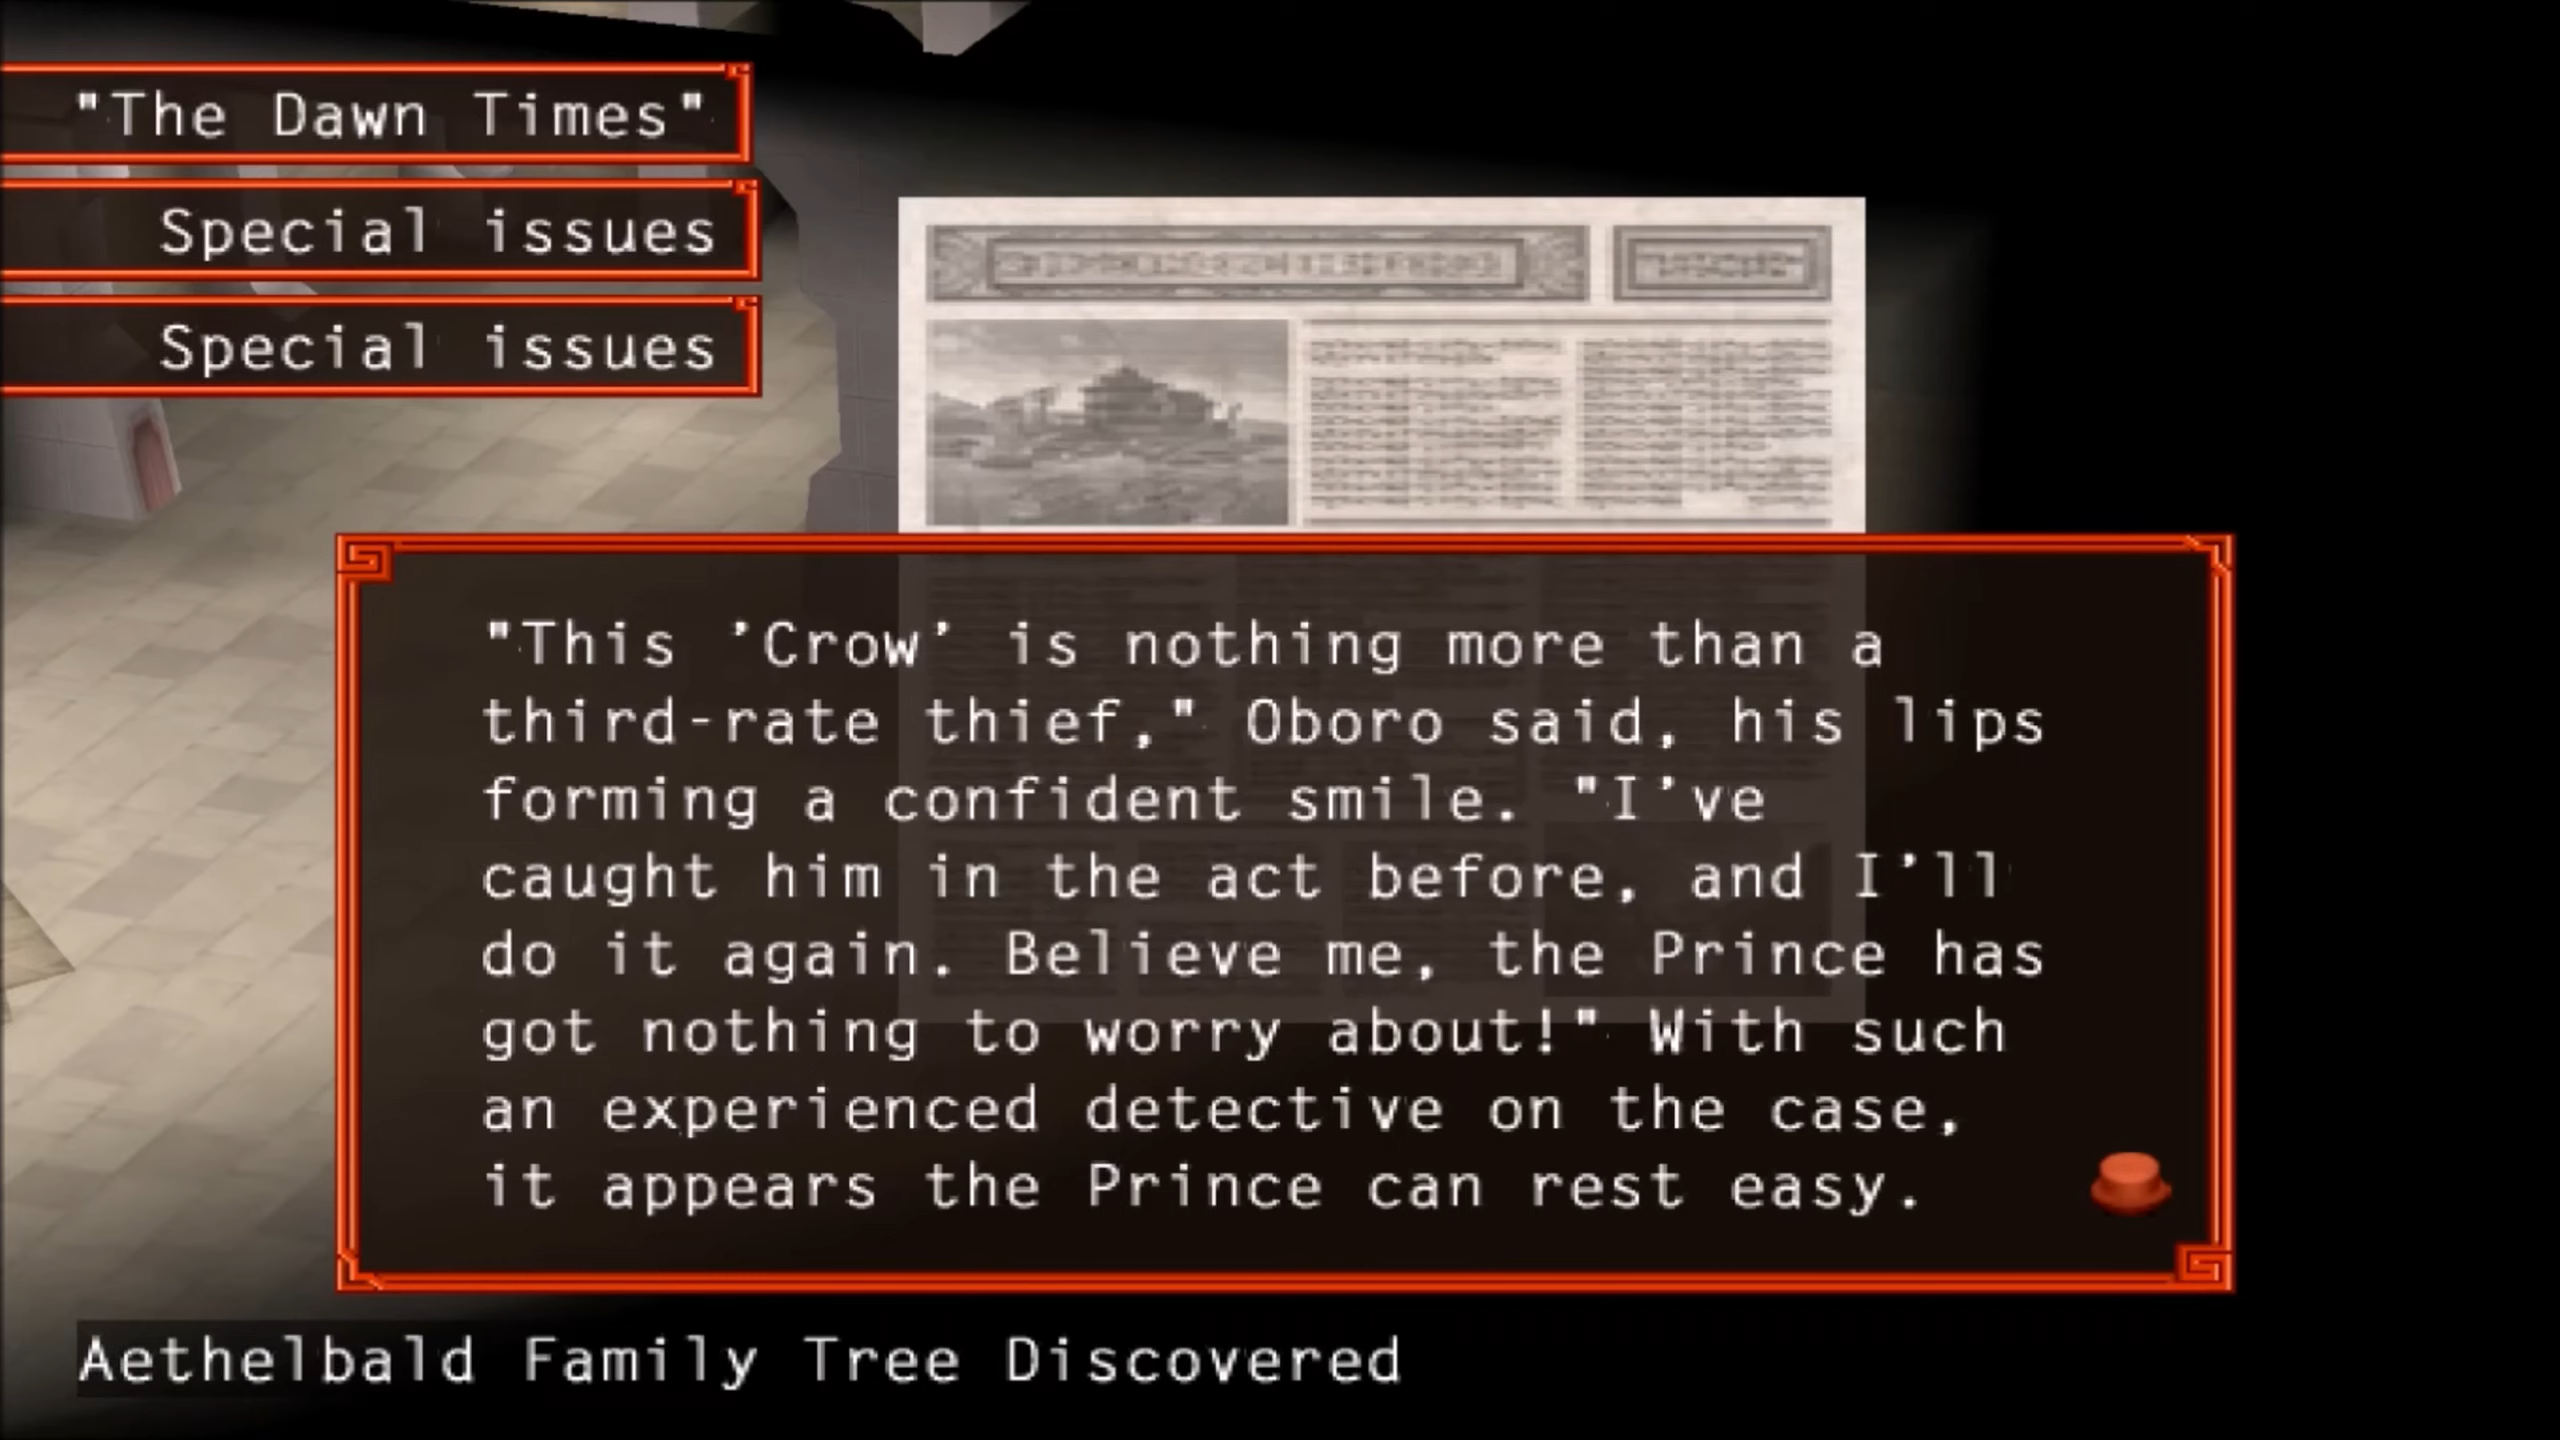 "The Dawn Times"
Special issues
Special issues
"This 'Crow' is nothing more than a
third-rate thief," Oboro said, his lips
forming a confident smile. "I've
caught him in the act before, and I'll
do it again. Believe me, the Prince has
got nothing to worry about!" With such
an experienced detective on the case,
it appears the Prince can rest easy.
Aethelbald Family Tree Discovered